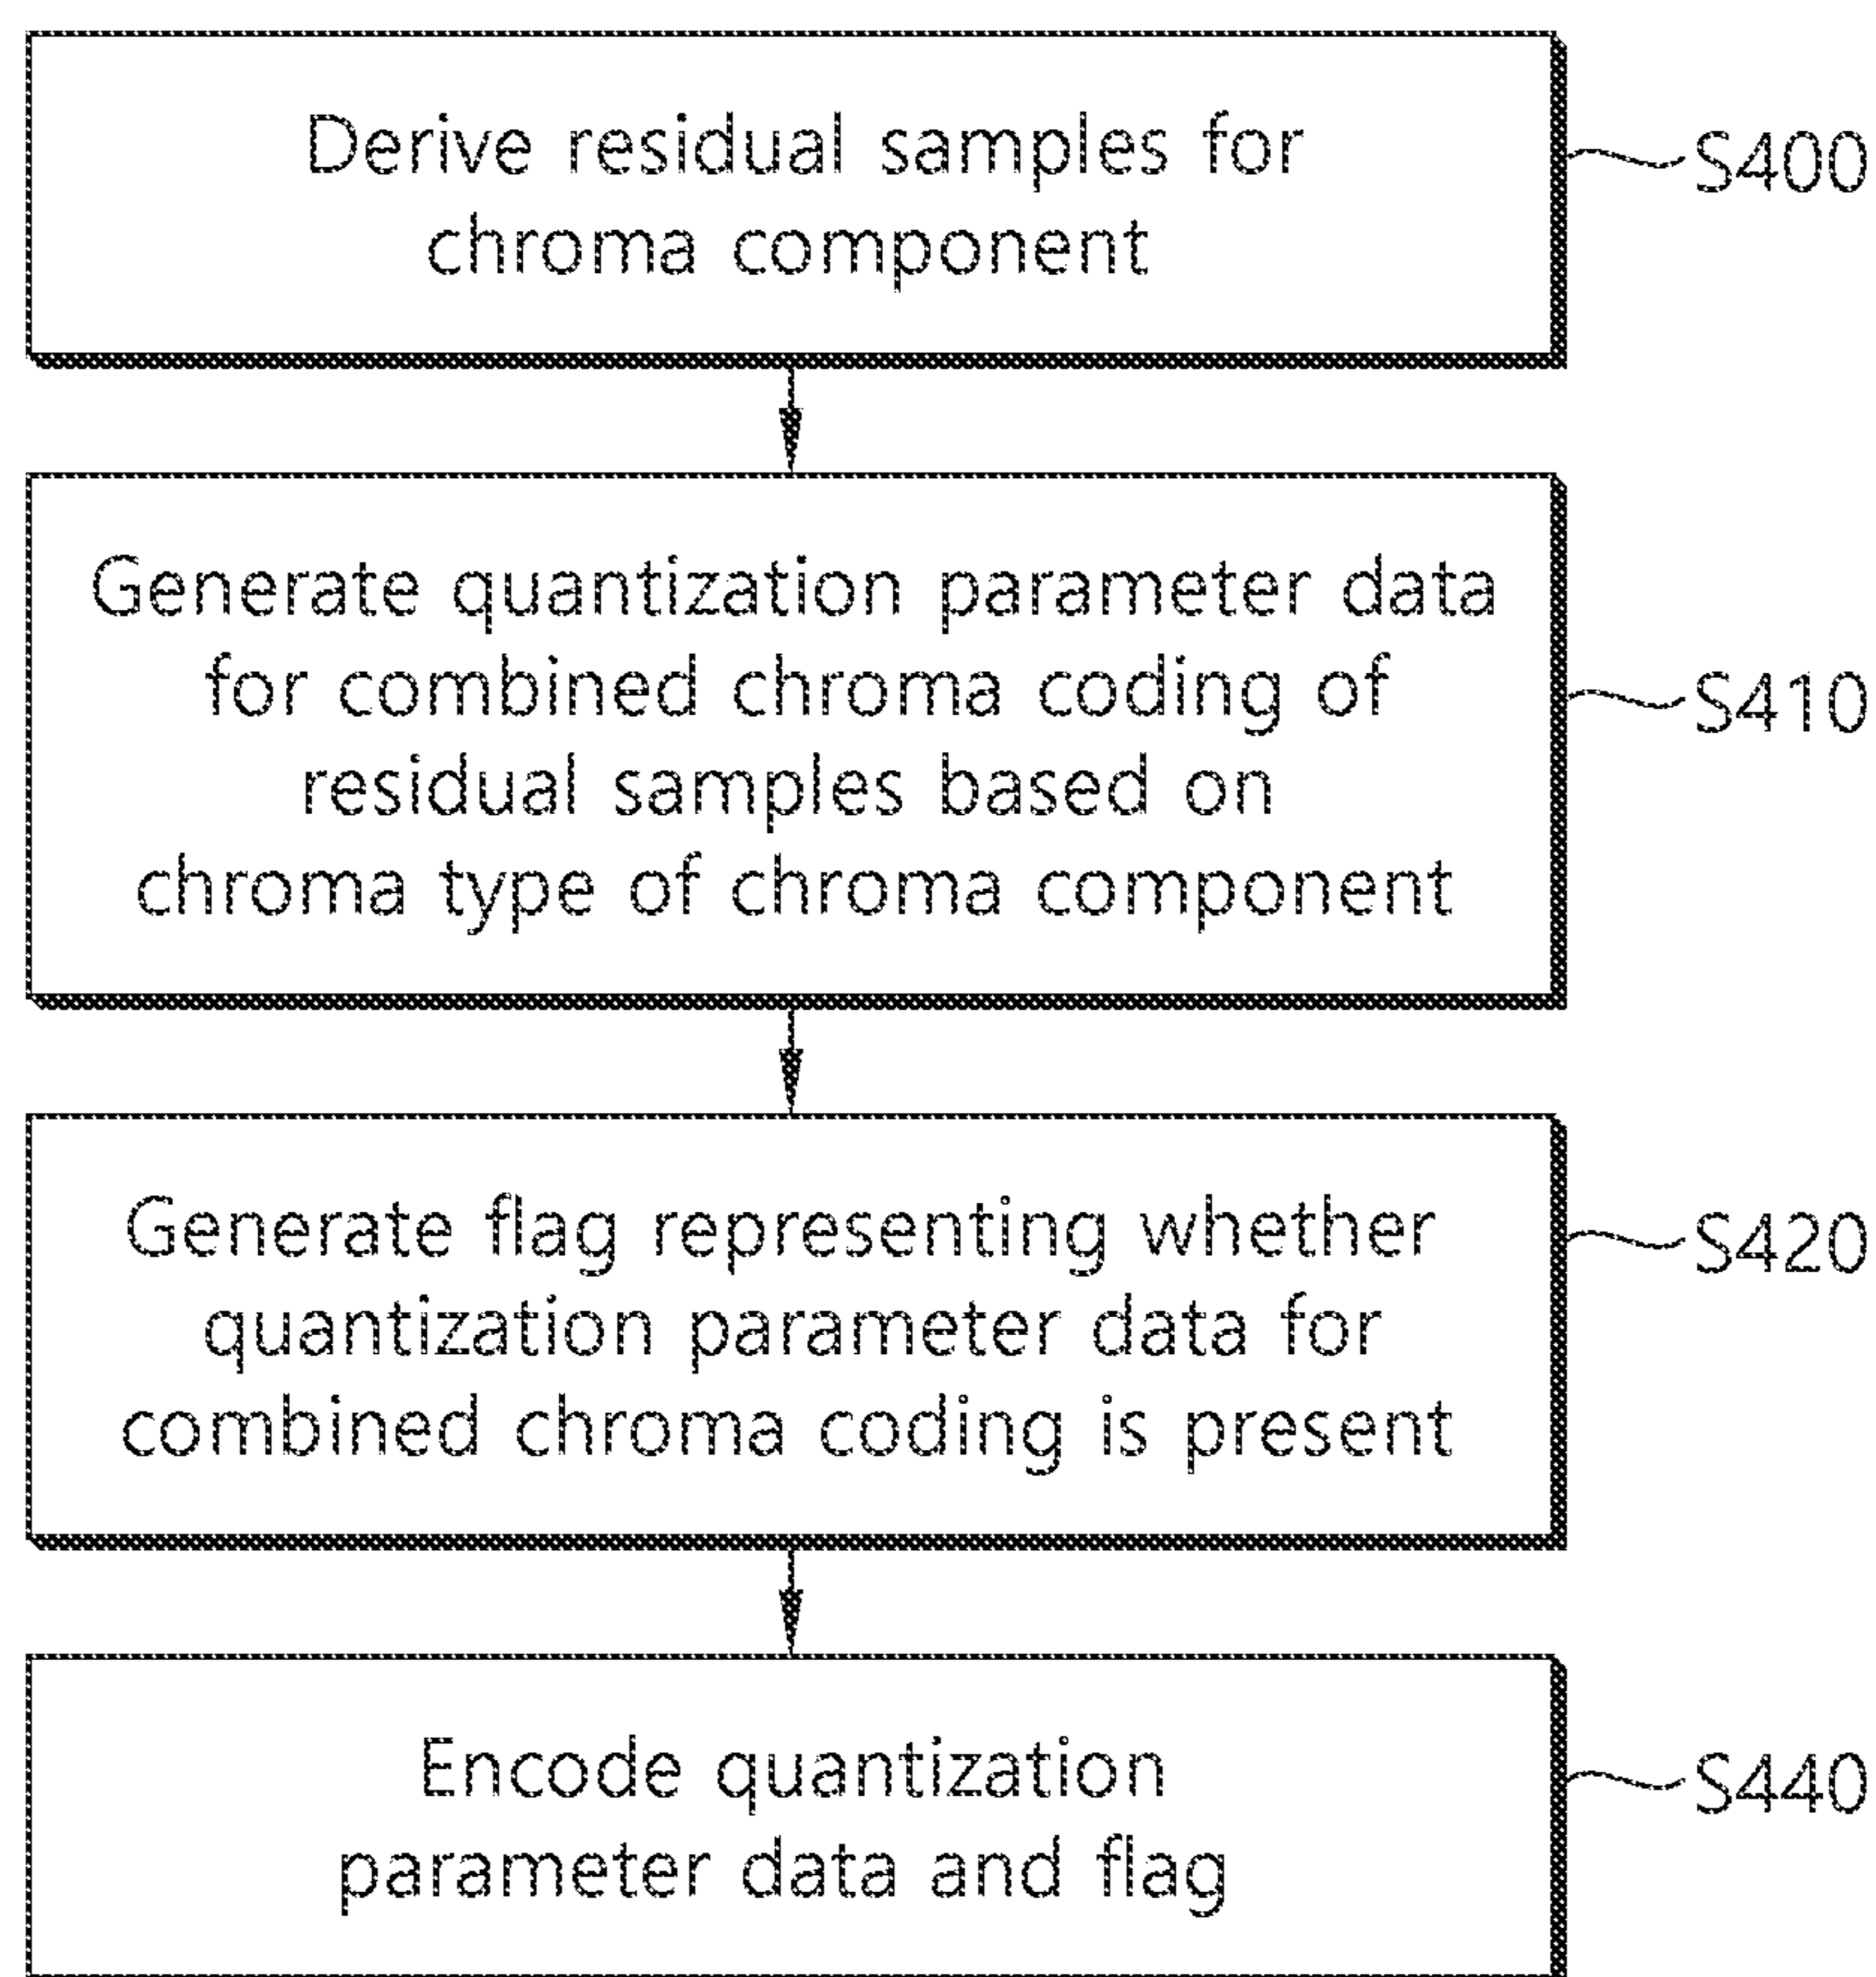 Derive residual samples for
chroma component
S400
Generate quantization parameter data
for combined chroma coding of
residual samples based on
chroma type of chroma component
S410
Generate flag representing whether
quantization parameter data for
combined chroma coding is present
S420
Encode quantization
parameter data and flag
S440